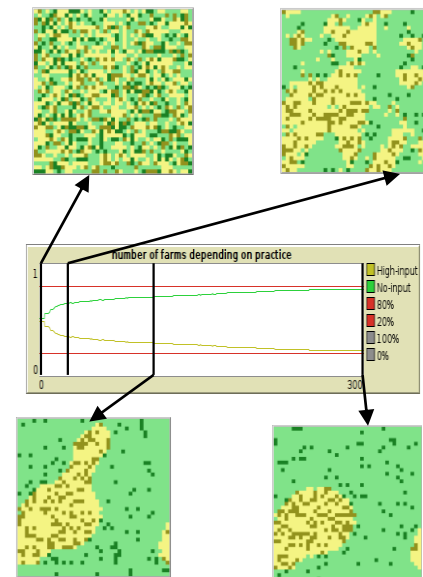 number of farms depending on practice
1
0
0
300
High-input
No-input
80%
20%
100%
0%